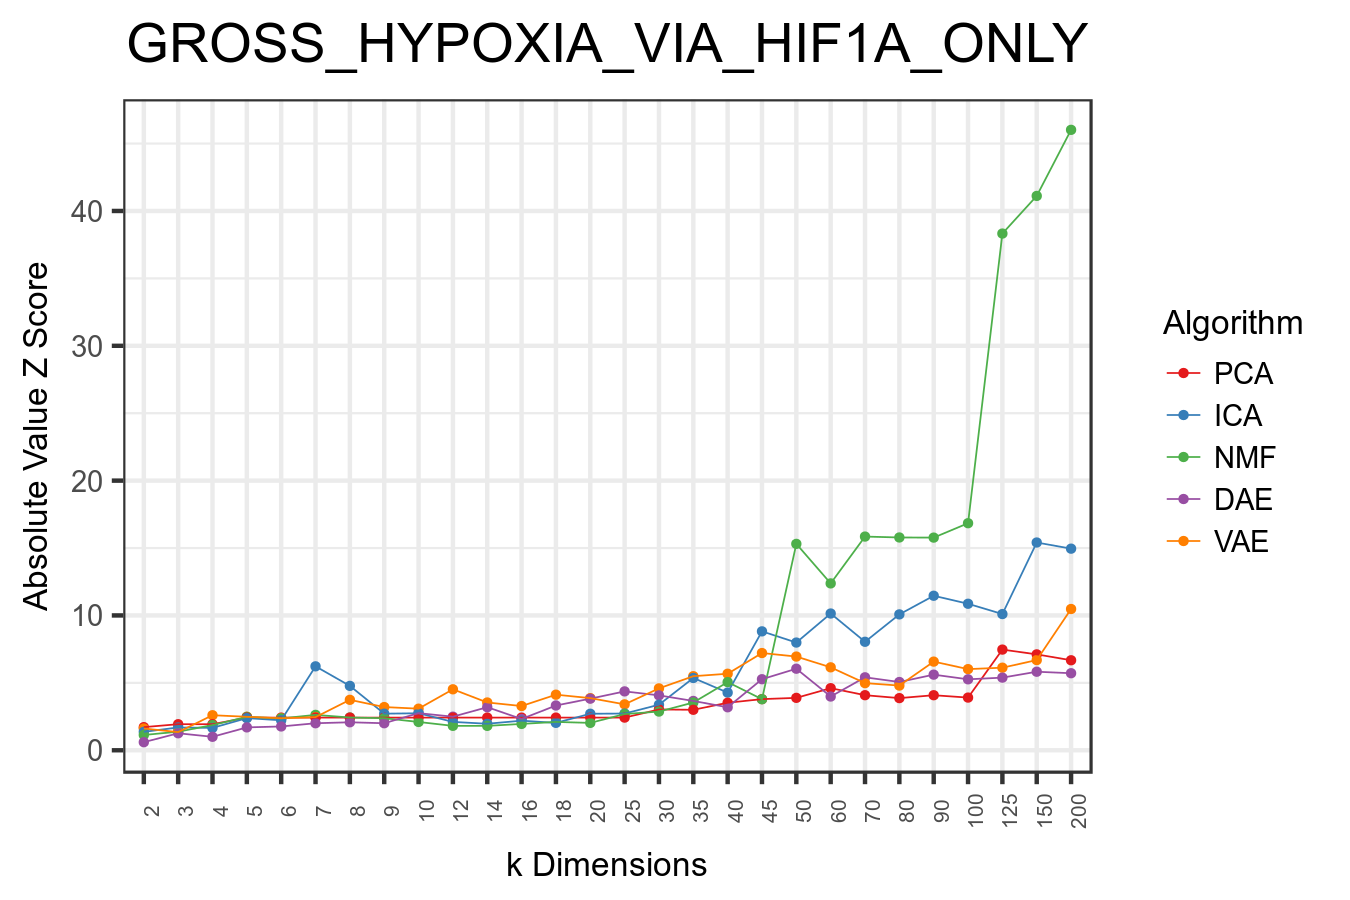 GROSS_HYPOXIA_VIA_HIF1A_ONLY
Absolute Value Z Score
40
30
20
10
0
2 3 4 5 6 7 8 9 10 12 14 16 18 20 25 30 35 40 45 50 60 70 80 90 100 125 150 200
k Dimensions
Algorithm
PCA
ICA
NMF
DAE
VAE